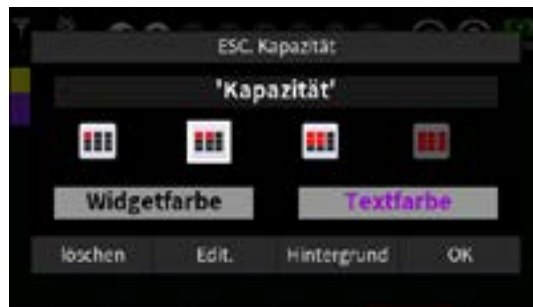 ESC. Kapazität
'Kapazität'
Widgetfarbe Textfarbe
löschen Edit. Hintergrund OK